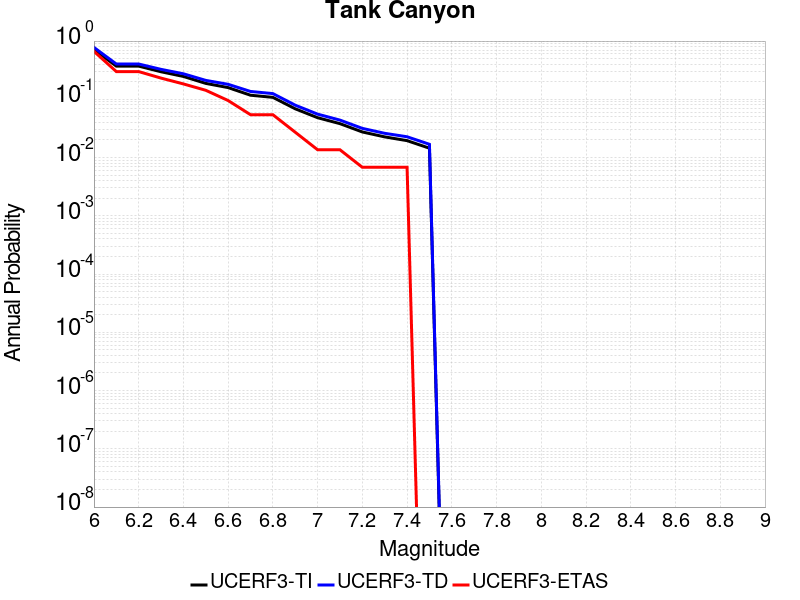 Tank Canyon
10^0
10^-1
10^-2
10^-3
10^-4
10^-5
10^-6
10^-7
10^-8
Annual Probability
6 6.2 6.4 6.6 6.8 7 7.2 7.4 7.6 7.8 8 8.2 8.4 8.6 8.8 9
Magnitude
UCERF3-TI UCERF3-TD UCERF3-ETAS